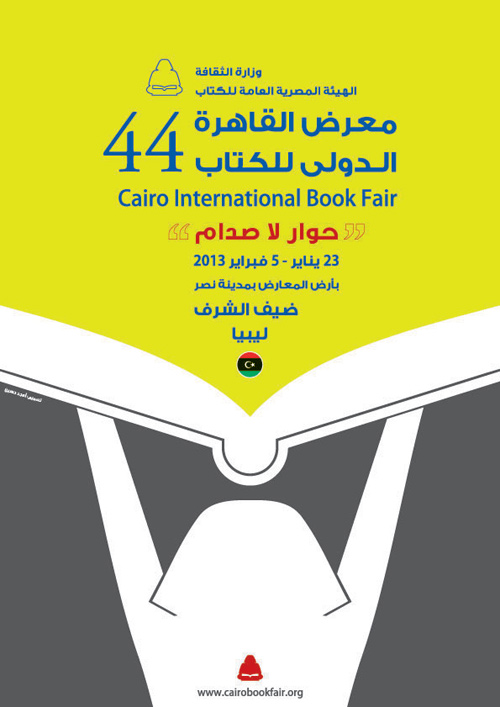 وزارة الثقافة
الهيئة المصرية العامة للكتاب
معرض القاهرة
الدولى للكتاب 44
Cairo International Book Fair
" حوار لا صدام "
23 يناير - 5 فبراير 2013
بأرض المعارض بمدينة نصر
ضيف الشرف
ليبيا
www.cairobookfair.org